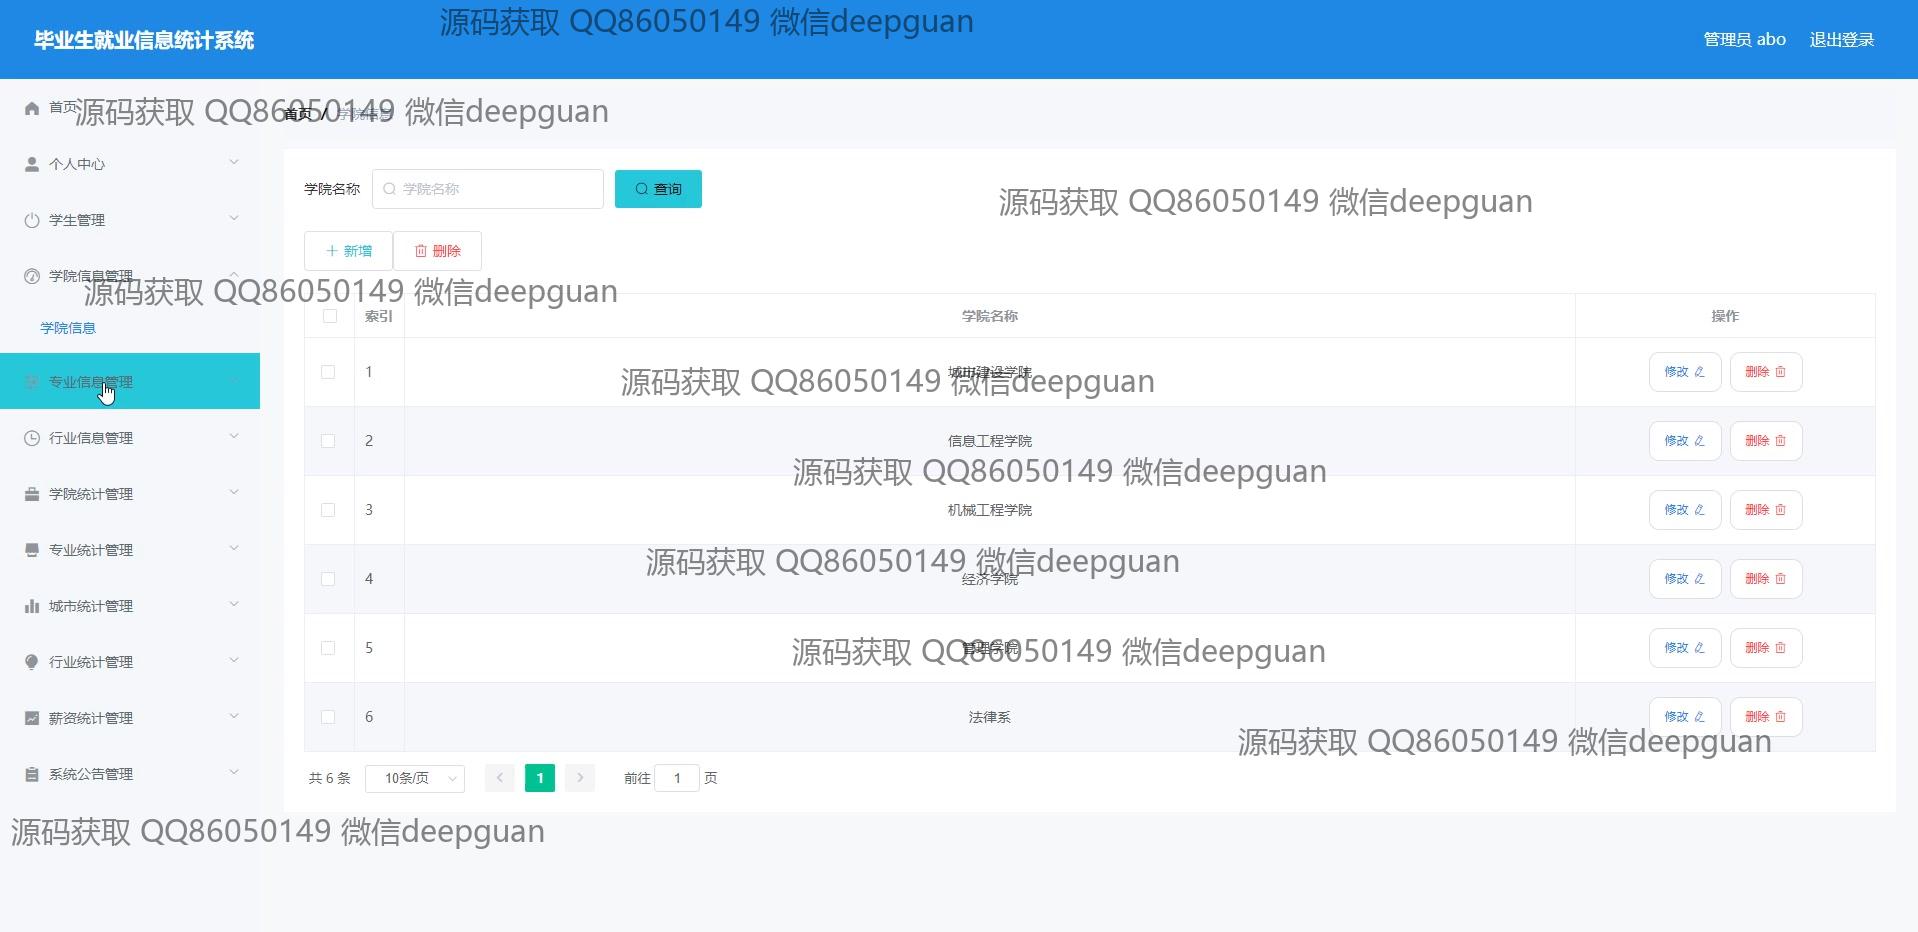 源码获取 QQ86050149 微信deepguan
毕业生就业信息统计系统
管理员 abo 退出登录
首页
源码获取 QQ86050149 微信deepguan
首页 / 学院信息
个人中心
学院名称 学院名称 查询
源码获取 QQ86050149 微信deepguan
学生管理
新增 删除
学院信息管理
源码获取 QQ86050149 微信deepguan
索引 学院名称 操作
学院信息
1 城市建设学院 修改 删除
源码获取 QQ86050149 微信deepguan
专业信息管理
行业信息管理
2 信息工程学院 修改 删除
源码获取 QQ86050149 微信deepguan
学院统计管理
3 机械工程学院 修改 删除
专业统计管理
源码获取 QQ86050149 微信deepguan
4 经济学院 修改 删除
城市统计管理
5 管理学院 修改 删除
源码获取 QQ86050149 微信deepguan
行业统计管理
6 法律系 修改 删除
薪资统计管理
源码获取 QQ86050149 微信deepguan
系统公告管理
共 6 条 10条/页 1 前往 1 页
源码获取 QQ86050149 微信deepguan